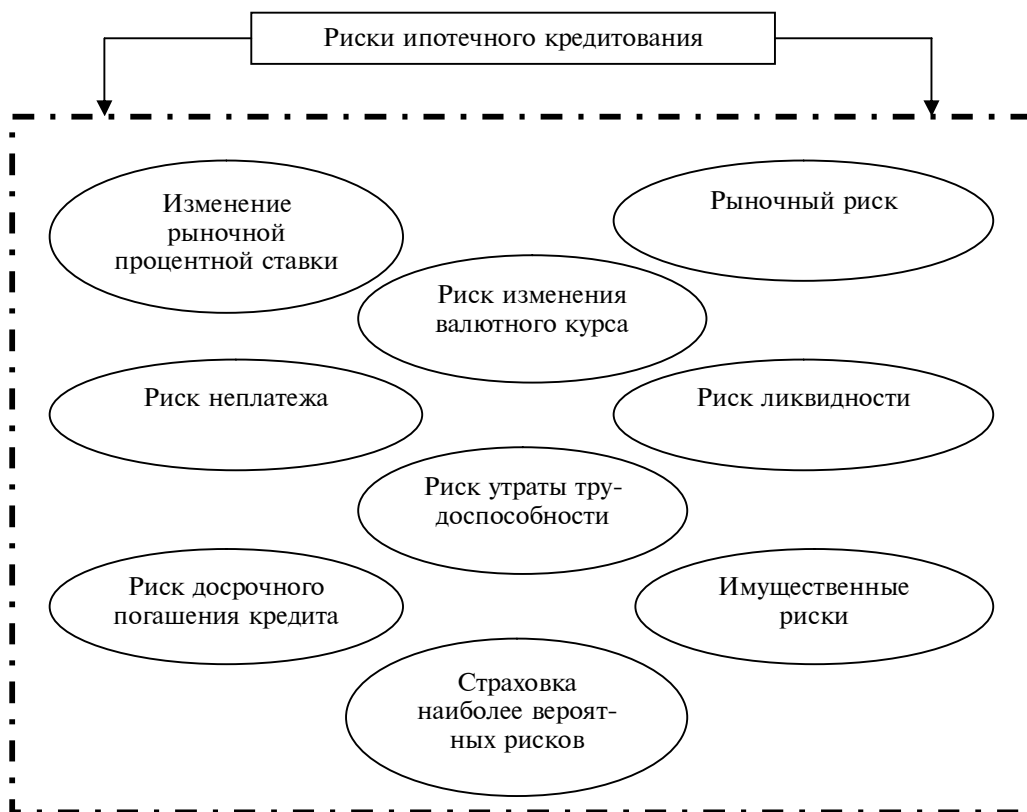 Риски ипотечного кредитования
Изменение
рыночной
процентной ставки
Рыночный риск
Риск изменения
валютного курса
Риск неплатежа
Риск ликвидности
Риск утраты тру-
доспособности
Риск досрочного
погашения кредита
Имущественные
риски
Страховка
наиболее вероят-
ных рисков